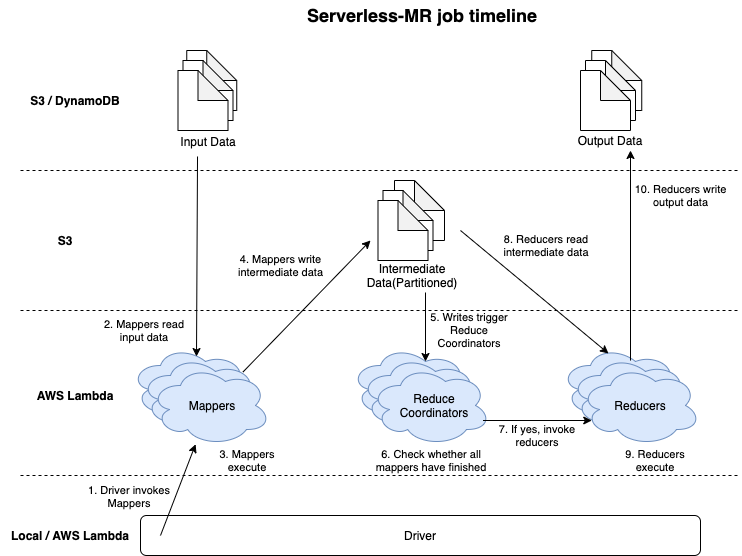 Serverless-MR job timeline
S3 / DynamoDB
Input Data
Output Data
10. Reducers write
output data
S3
4. Mappers write
intermediate data
Intermediate
Data(Partitioned)
8. Reducers read
intermediate data
2. Mappers read
input data
5. Writes trigger
Reduce
Coordinators
AWS Lambda
Mappers
Reduce
Coordinators
Reducers
7. If yes, invoke
reducers
3. Mappers
execute
6. Check whether all
mappers have finished
9. Reducers
execute
1. Driver invokes
Mappers
Local / AWS Lambda
Driver